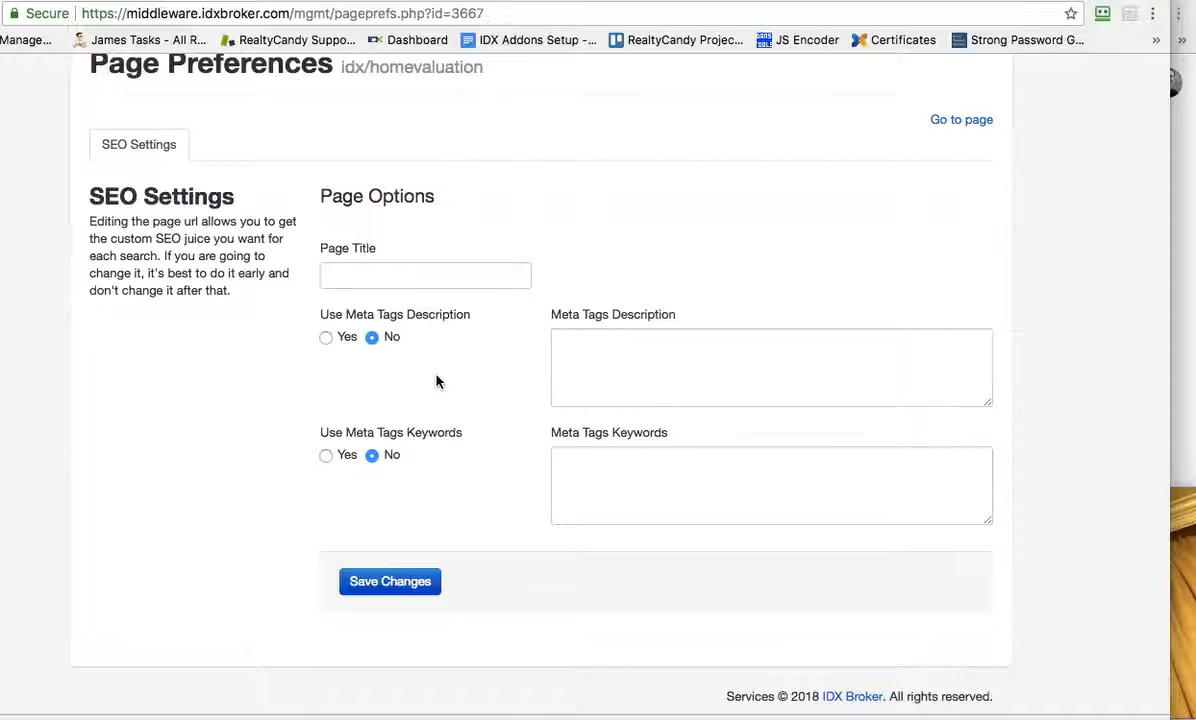 Secure https://middleware.idxbroker.com/mgmt/pageprefs.php?id=3667
Manage... James Tasks - All R... RealtyCandy Suppo... Dashboard IDX Addons Setup -... RealtyCandy Projec... JS Encoder Certificates Strong Password G... » »
Page Preferences idx/homevaluation
Go to page
SEO Settings
SEO Settings
Editing the page url allows you to get
the custom SEO juice you want for
each search. If you are going to
change it, it's best to do it early and
don't change it after that.
Page Options
Page Title
Use Meta Tags Description
Yes No
Meta Tags Description
Use Meta Tags Keywords
Yes No
Meta Tags Keywords
Save Changes
Services © 2018 IDX Broker. All rights reserved.